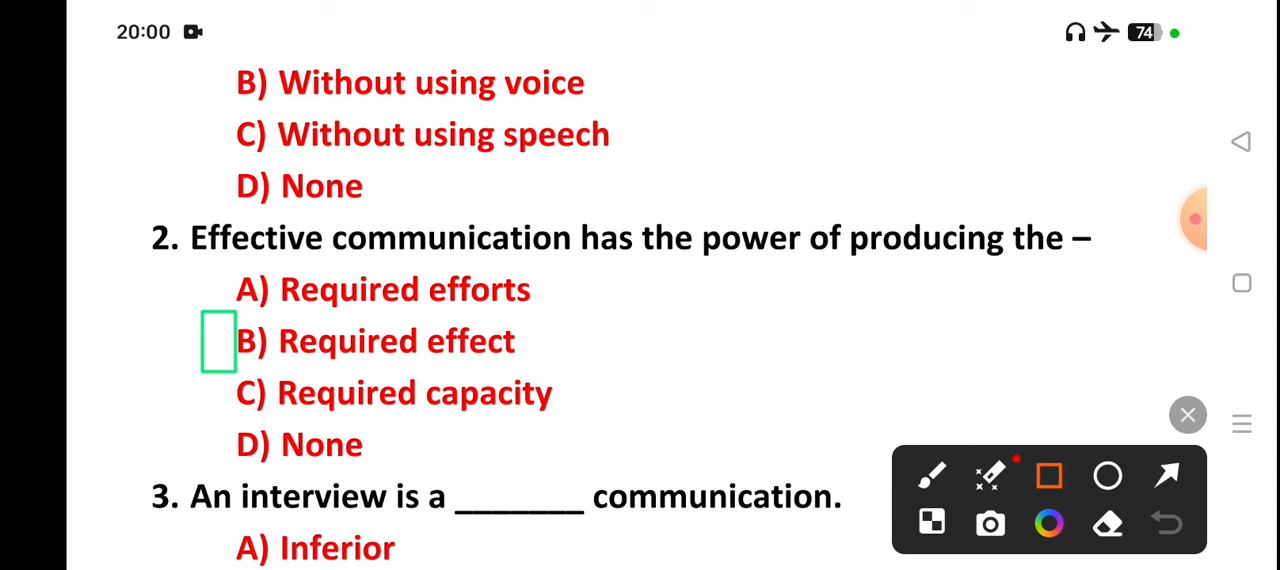 20:00 74
B) Without using voice
C) Without using speech
D) None
2. Effective communication has the power of producing the –
A) Required efforts
B) Required effect
C) Required capacity
D) None
3. An interview is a _______ communication.
A) Inferior